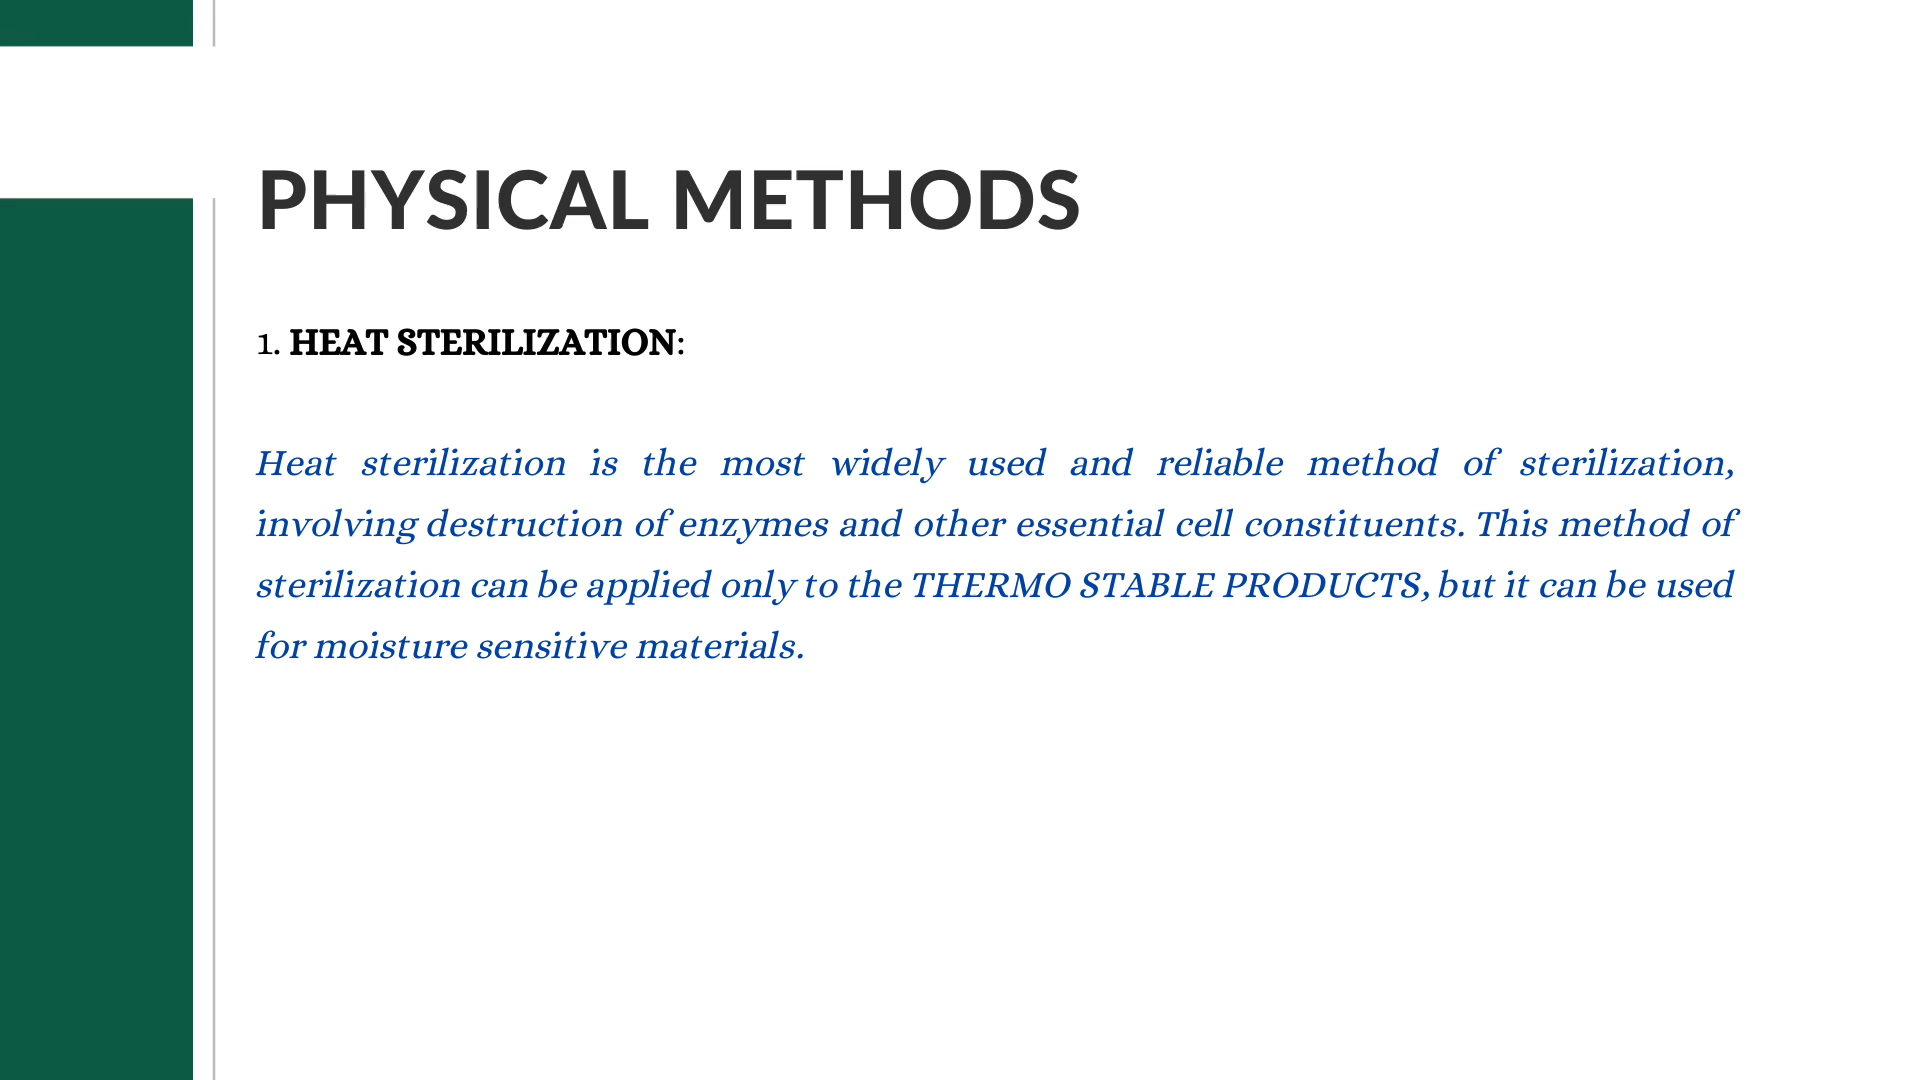 PHYSICAL METHODS
1. HEAT STERILIZATION:
Heat sterilization is the most widely used and reliable method of sterilization,
involving destruction of enzymes and other essential cell constituents. This method of
sterilization can be applied only to the THERMO STABLE PRODUCTS, but it can be used
for moisture sensitive materials.